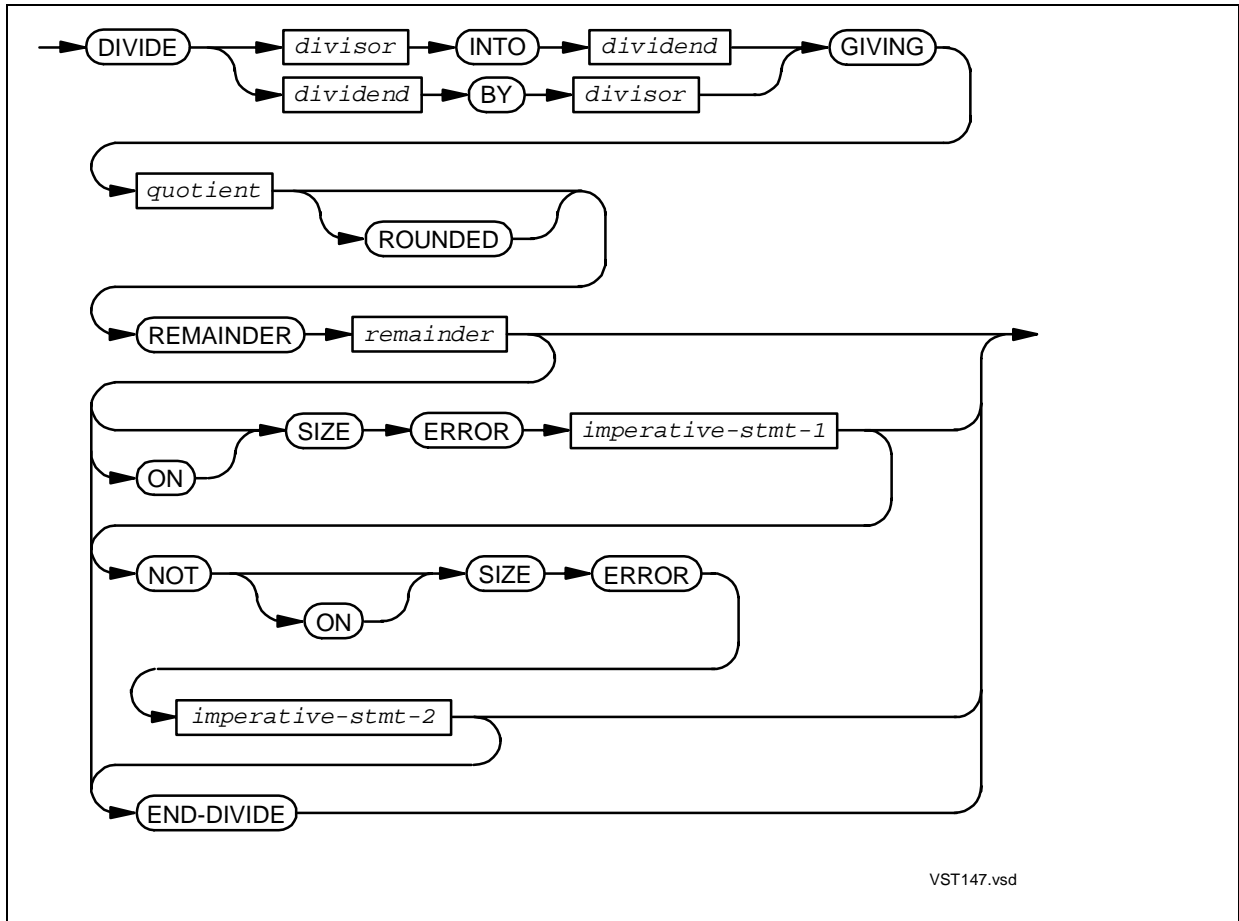 DIVIDE divisor INTO dividend GIVING
dividend BY divisor
quotient
ROUNDED
REMAINDER remainder
SIZE ERROR imperative-stmt-1
ON
NOT SIZE ERROR
ON
imperative-stmt-2
END-DIVIDE
VST147.vsd